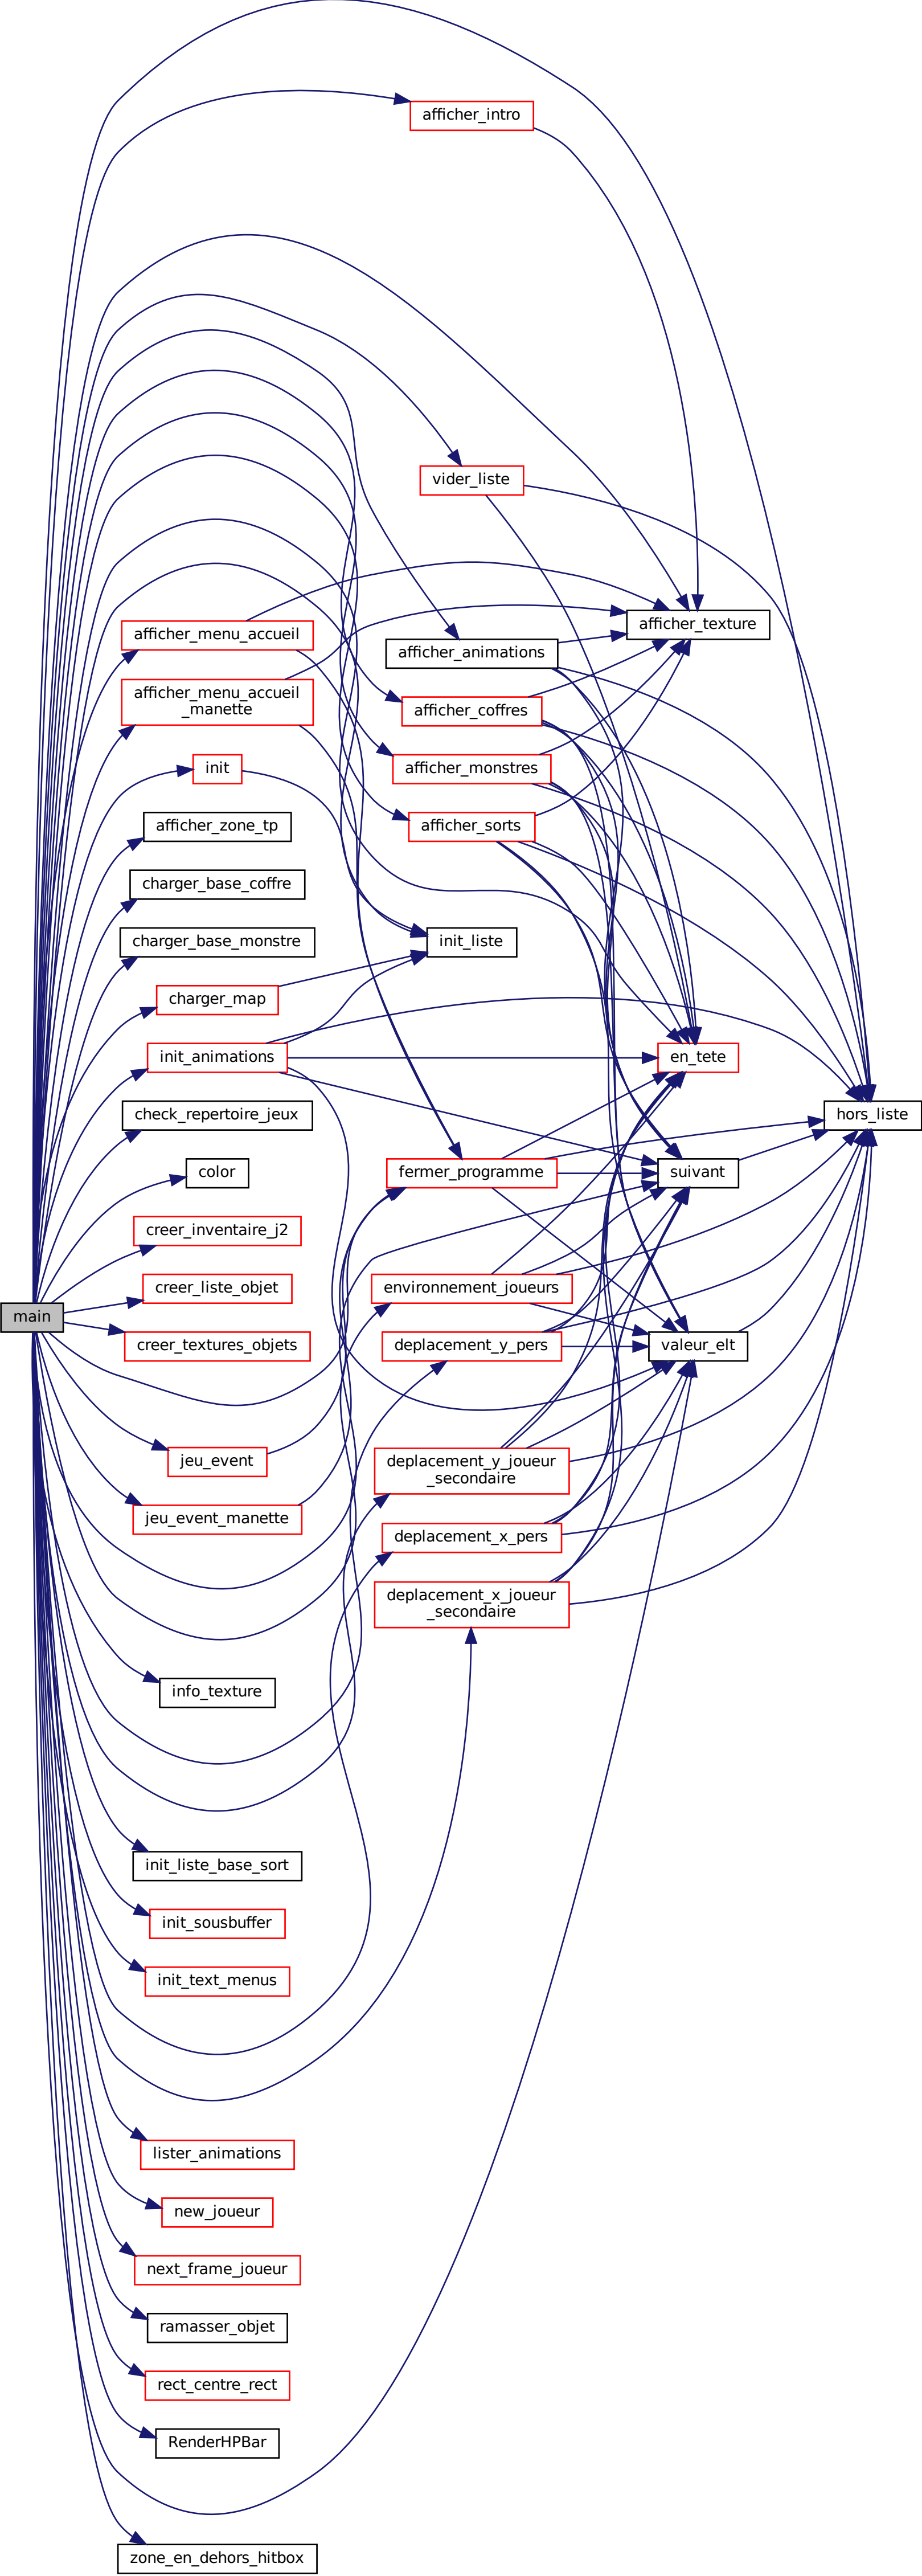 afficher_intro
vider_liste
afficher_texture
afficher_menu_accueil
afficher_animations
afficher_menu_accueil
_manette
afficher_coffres
init
afficher_monstres
afficher_zone_tp
afficher_sorts
charger_base_coffre
charger_base_monstre
init_liste
charger_map
init_animations
en_tete
check_repertoire_jeux
hors_liste
color
fermer_programme
suivant
creer_inventaire_j2
creer_liste_objet
environnement_joueurs
main
creer_textures_objets
deplacement_y_pers
valeur_elt
jeu_event
deplacement_y_joueur
_secondaire
jeu_event_manette
deplacement_x_pers
deplacement_x_joueur
_secondaire
info_texture
init_liste_base_sort
init_sousbuffer
init_text_menus
lister_animations
new_joueur
next_frame_joueur
ramasser_objet
rect_centre_rect
RenderHPBar
zone_en_dehors_hitbox